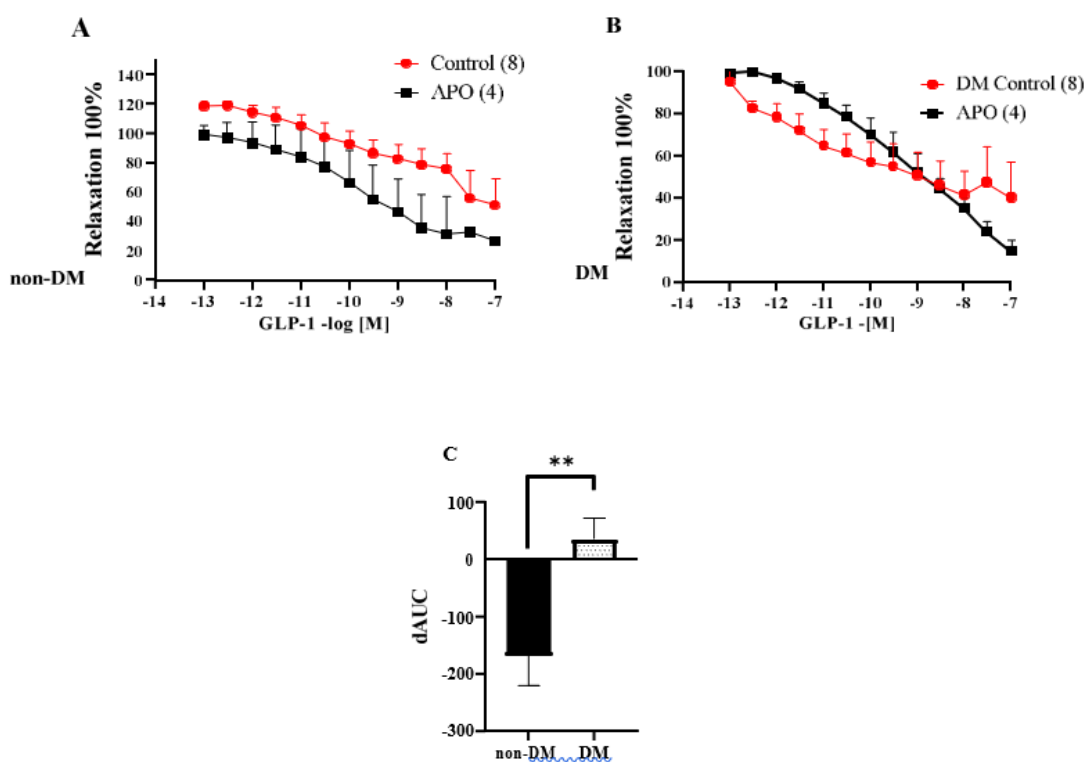 A
Control (8)
APO (4)
Relaxation 100%
140
120
100
80
60
40
20
0
non-DM
-14 -13 -12 -11 -10 -9 -8 -7
GLP-1 -log [M]
B
DM Control (8)
APO (4)
Relaxation 100%
100
80
60
40
20
0
DM
-14 -13 -12 -11 -10 -9 -8 -7
GLP-1 -[M]
C
**
dAUC
100
0
-100
-200
-300
non-DM DM